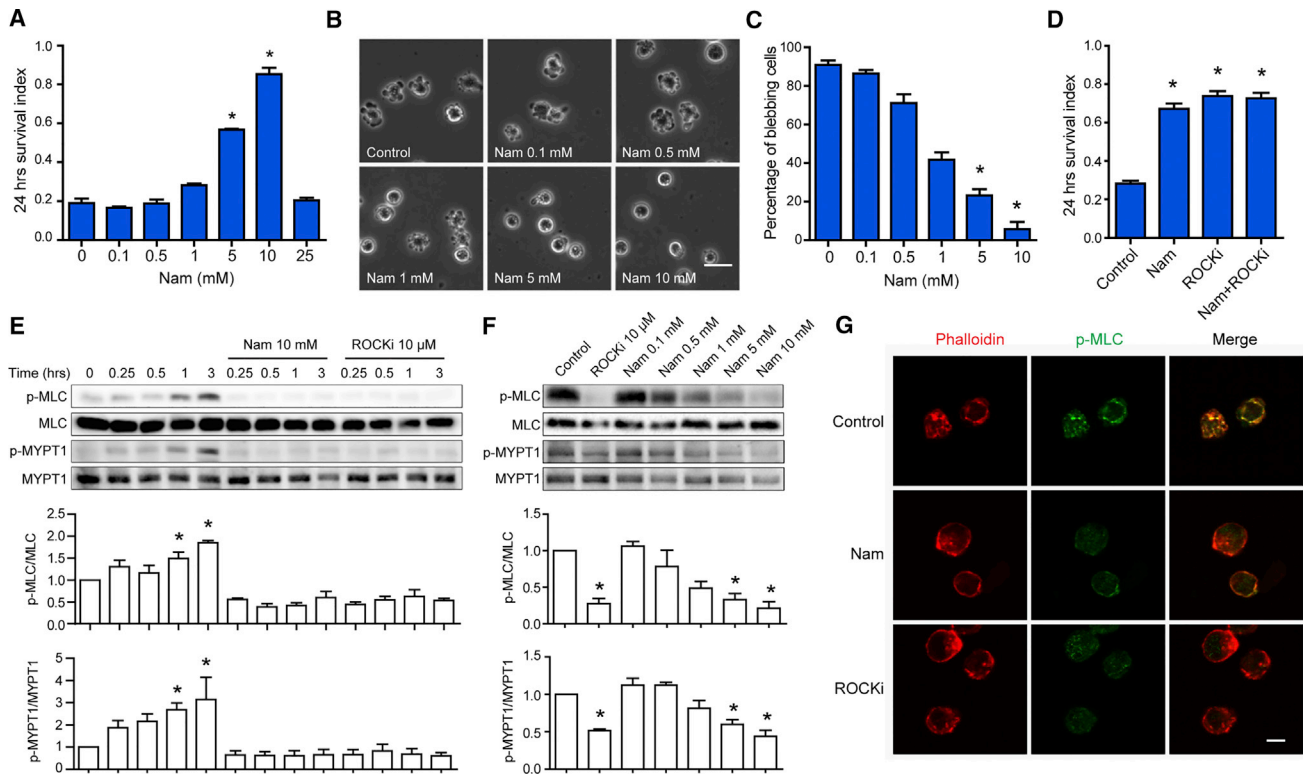 A
24 hrs survival index
1.0
0.8
0.6
0.4
0.2
0.0
* *
0 0.1 0.5 1 5 10 25
Nam (mM)
B
Control
Nam 0.1 mM
Nam 0.5 mM
Nam 1 mM
Nam 5 mM
Nam 10 mM
C
Percentage of blebbing cells
100
80
60
40
20
0
* *
0 0.1 0.5 1 5 10
Nam (mM)
D
24 hrs survival index
1.0
0.8
0.6
0.4
0.2
0.0
* * *
Control
Nam
ROCKi
Nam+ROCKi
E
Nam 10 mM ROCKi 10 µM
Time (hrs) 0 0.25 0.5 1 3 0.25 0.5 1 3 0.25 0.5 1 3
p-MLC
MLC
p-MYPT1
MYPT1
p-MLC/MLC
2.5
2.0
1.5
1.0
0.5
0.0
* *
p-MYPT1/MYPT1
5
4
3
2
1
0
* *
F
Control
ROCKi 10 µM
Nam 0.1 mM
Nam 0.5 mM
Nam 1 mM
Nam 5 mM
Nam 10 mM
p-MLC
MLC
p-MYPT1
MYPT1
p-MLC/MLC
1.5
1.0
0.5
0.0
* * *
p-MYPT1/MYPT1
1.5
1.0
0.5
0.0
* * *
G
Phalloidin p-MLC Merge
Control
Nam
ROCKi